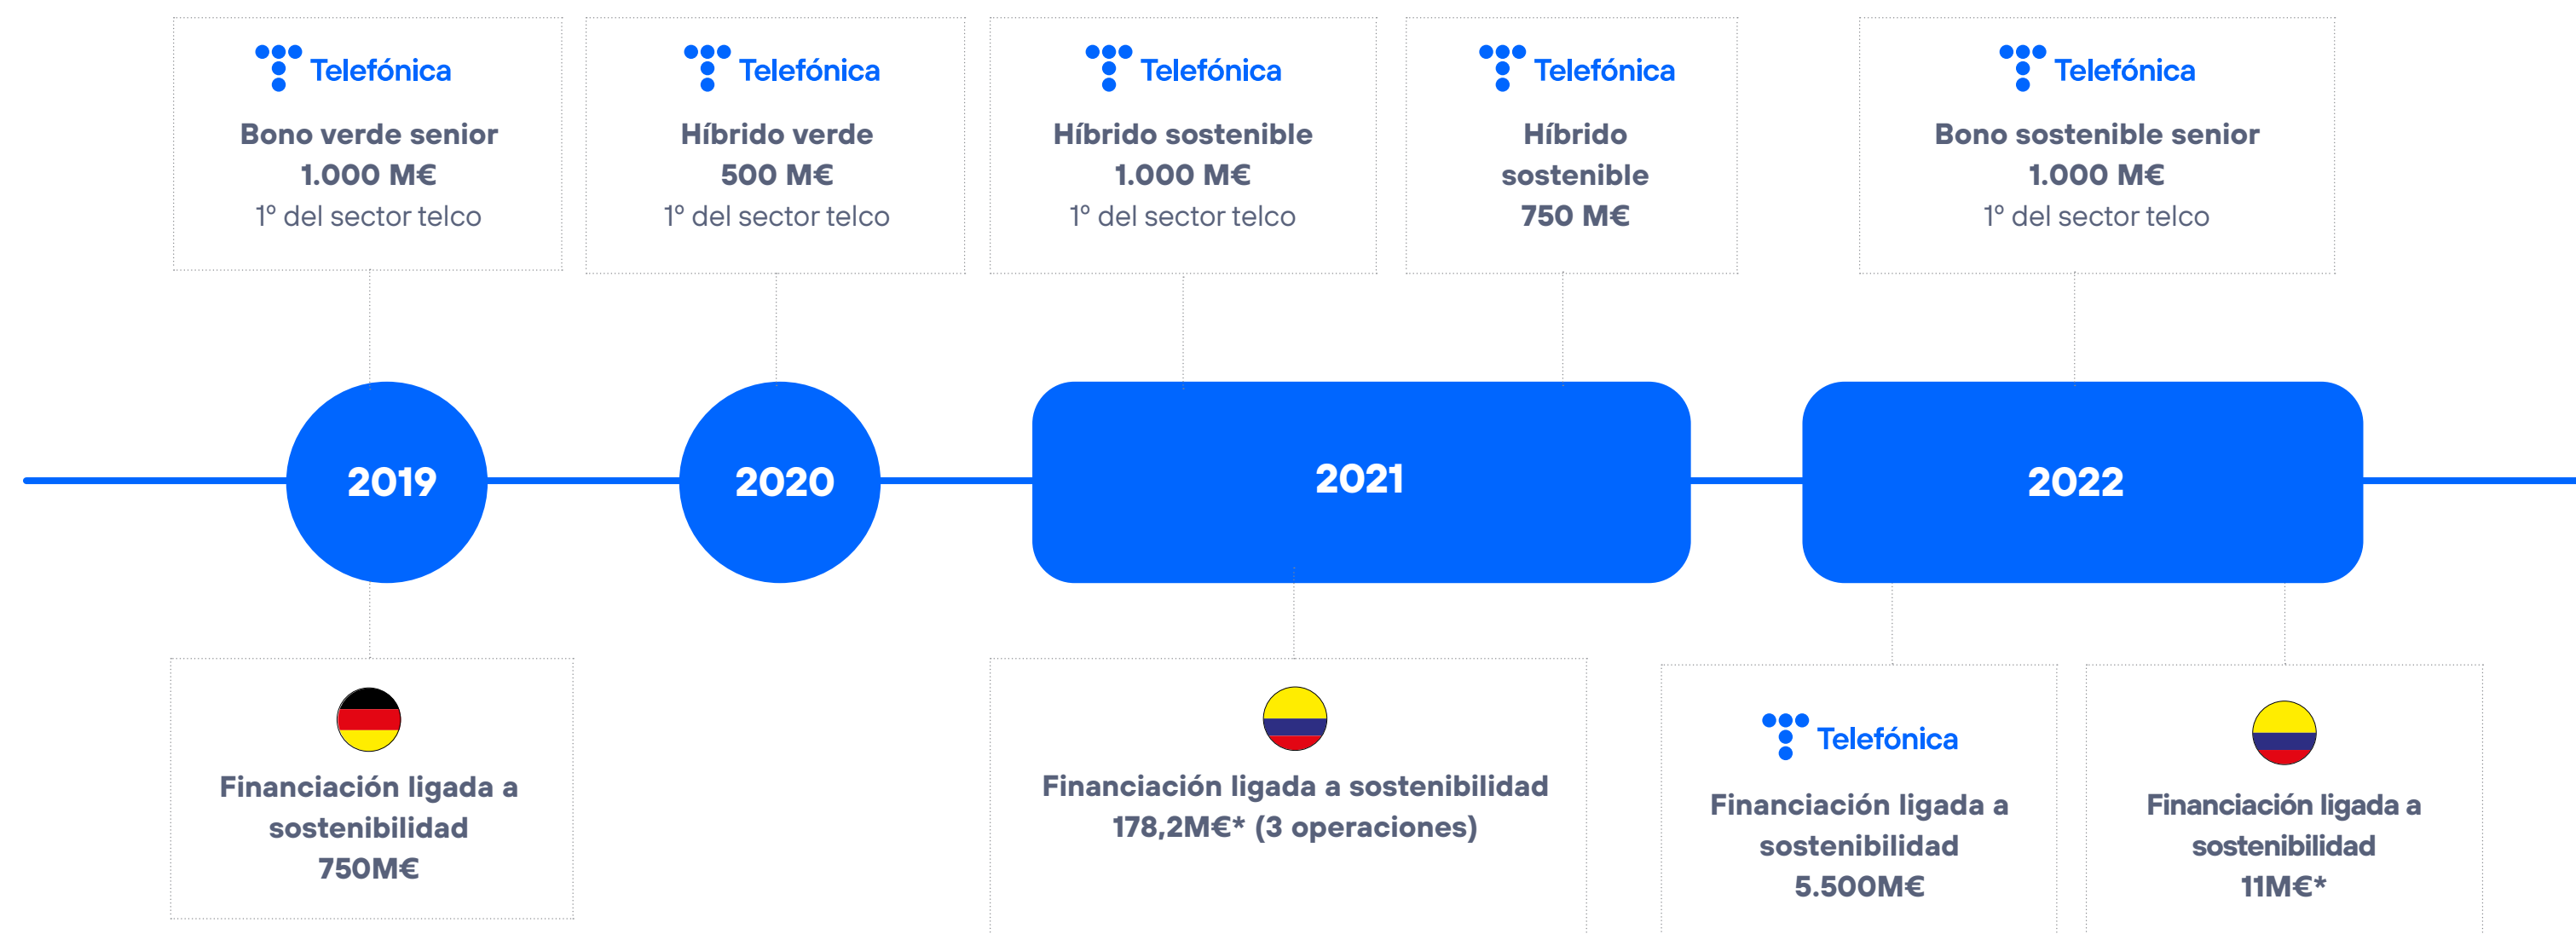 Telefónica
Bono verde senior
1.000 M€
1º del sector telco
Telefónica
Híbrido verde
500 M€
1º del sector telco
Telefónica
Híbrido sostenible
1.000 M€
1º del sector telco
Telefónica
Híbrido
sostenible
750 M€
Telefónica
Bono sostenible senior
1.000 M€
1º del sector telco
2019
2020
2021
2022
Financiación ligada a
sostenibilidad
750M€
Financiación ligada a sostenibilidad
178,2M€* (3 operaciones)
Telefónica
Financiación ligada a
sostenibilidad
5.500M€
Financiación ligada a
sostenibilidad
11M€*